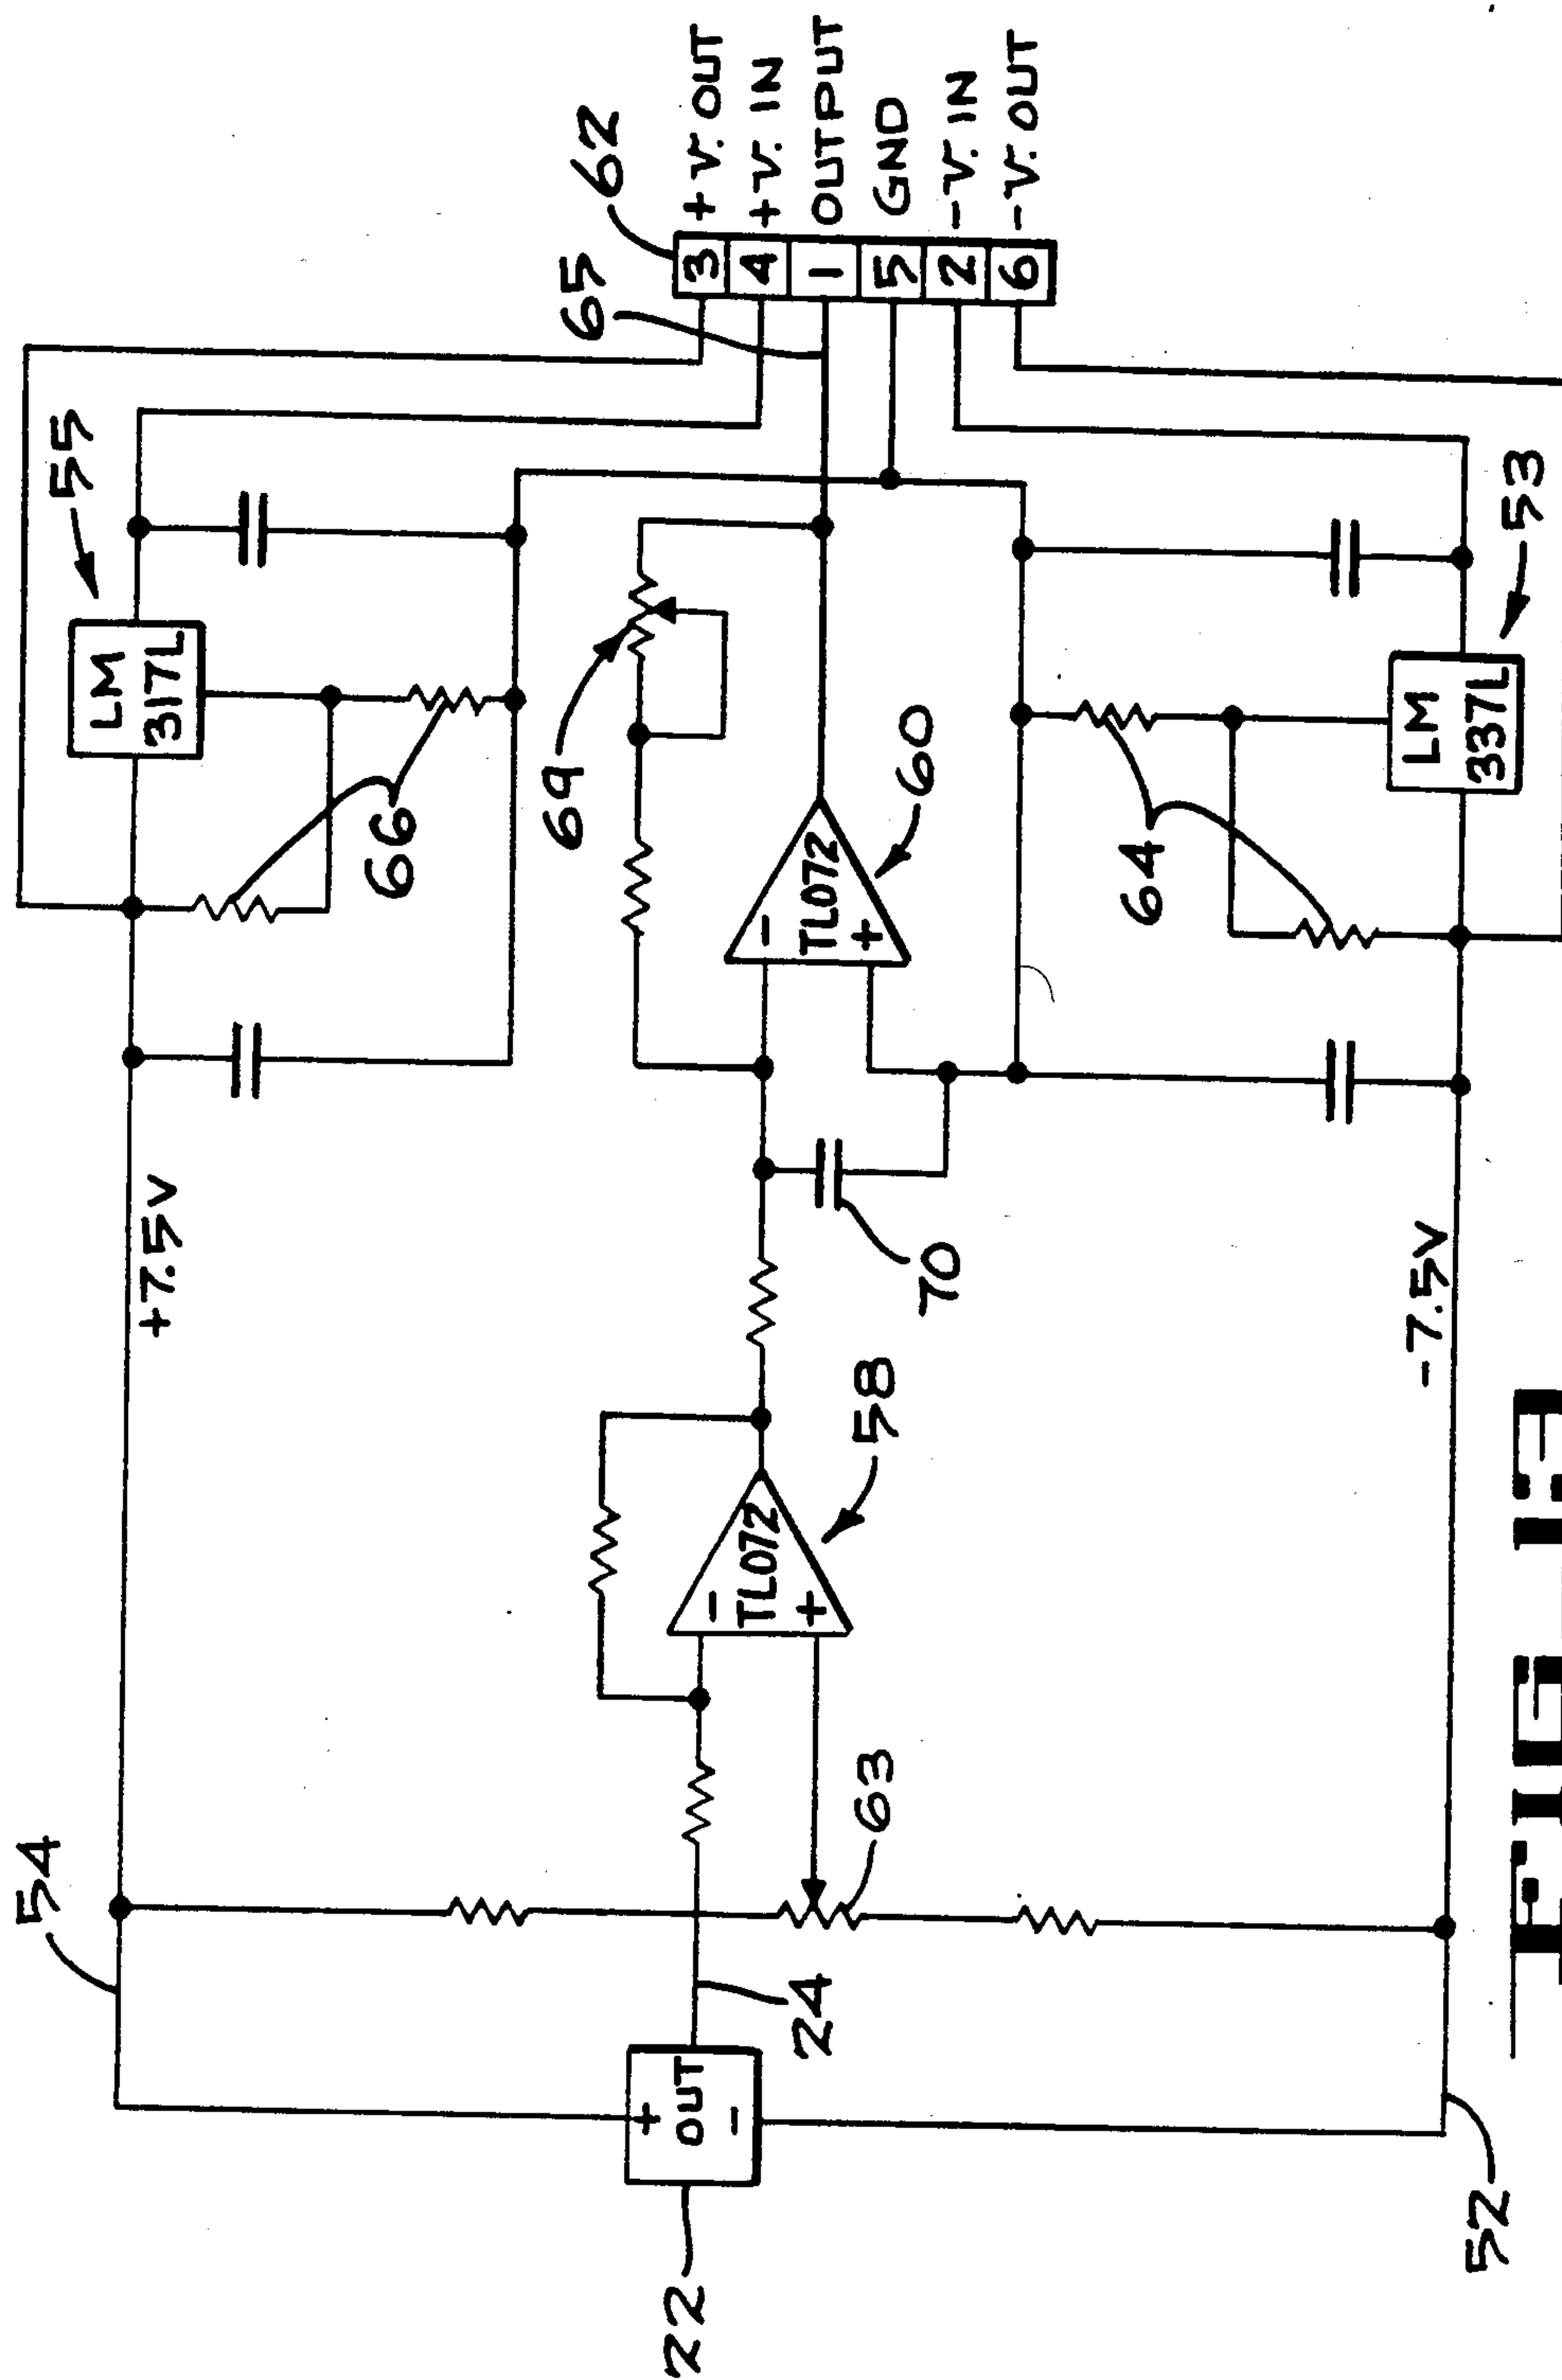 54
+7.5V
55
LM
317L
66
62
3
+V. OUT
4
+V. IN
1
OUTPUT
5
GND
2
-V. IN
6
-V. OUT
65
69
-
TL072
+
60
70
-
TL072
+
58
63
24
22
+
OUT
-
64
LM
337L
53
-7.5V
52